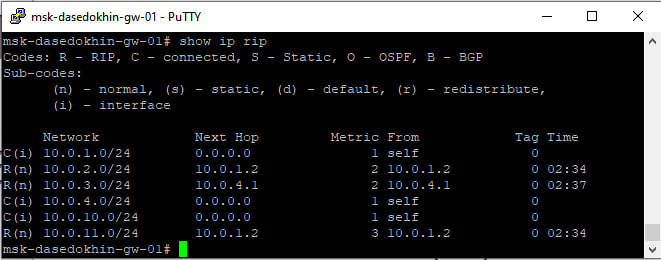 msk-dasedokhin-gw-01 - PuTTY
msk-dasedokhin-gw-01# show ip rip
Codes: R - RIP, C - connected, S - Static, O - OSPF, B - BGP
Sub-codes:
      (n) - normal, (s) - static, (d) - default, (r) - redistribute,
      (i) - interface

     Network            Next Hop         Metric From            Tag Time
C(i) 10.0.1.0/24        0.0.0.0               1 self              0
R(n) 10.0.2.0/24        10.0.1.2              2 10.0.1.2          0 02:34
R(n) 10.0.3.0/24        10.0.4.1              2 10.0.4.1          0 02:37
C(i) 10.0.4.0/24        0.0.0.0               1 self              0
C(i) 10.0.10.0/24       0.0.0.0               1 self              0
R(n) 10.0.11.0/24       10.0.1.2              3 10.0.1.2          0 02:34
msk-dasedokhin-gw-01#